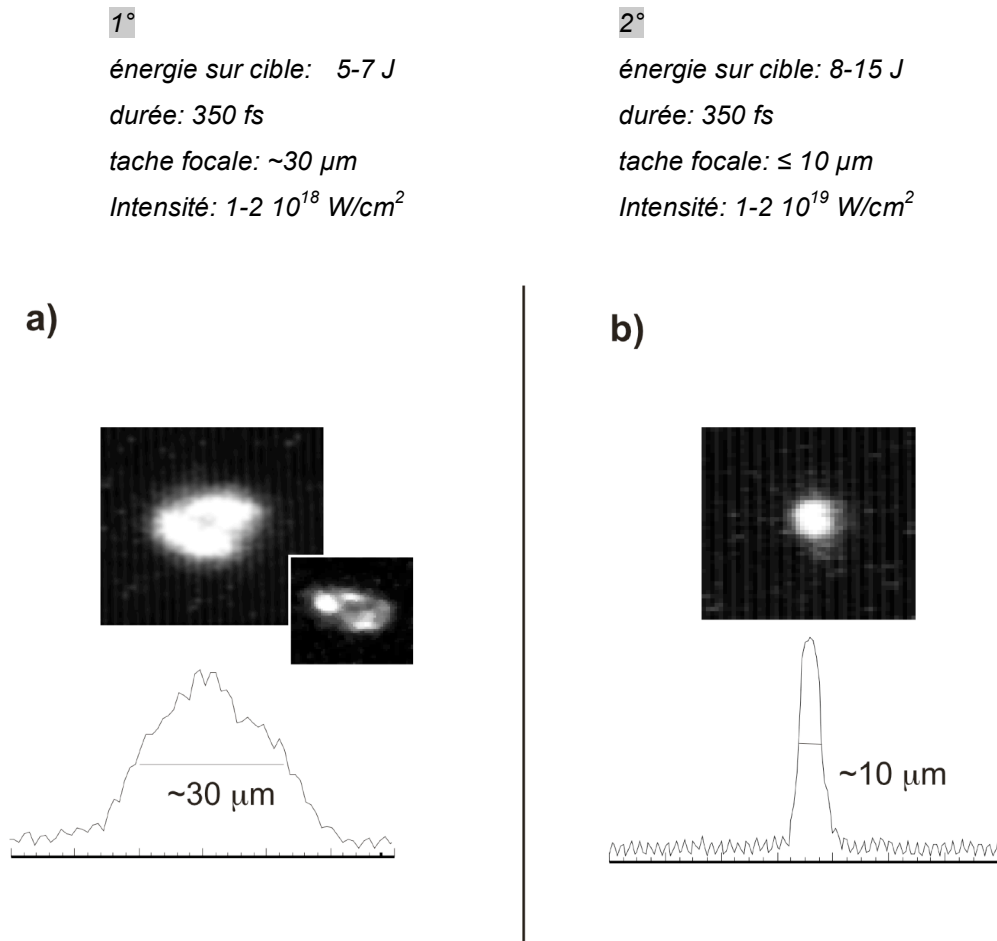 1°
énergie sur cible: 5-7 J
durée: 350 fs
tache focale: ~30 µm
Intensité: 1-2 10^18 W/cm^2
2°
énergie sur cible: 8-15 J
durée: 350 fs
tache focale: ≤ 10 µm
Intensité: 1-2 10^19 W/cm^2
a)
~30 µm
b)
~10 µm